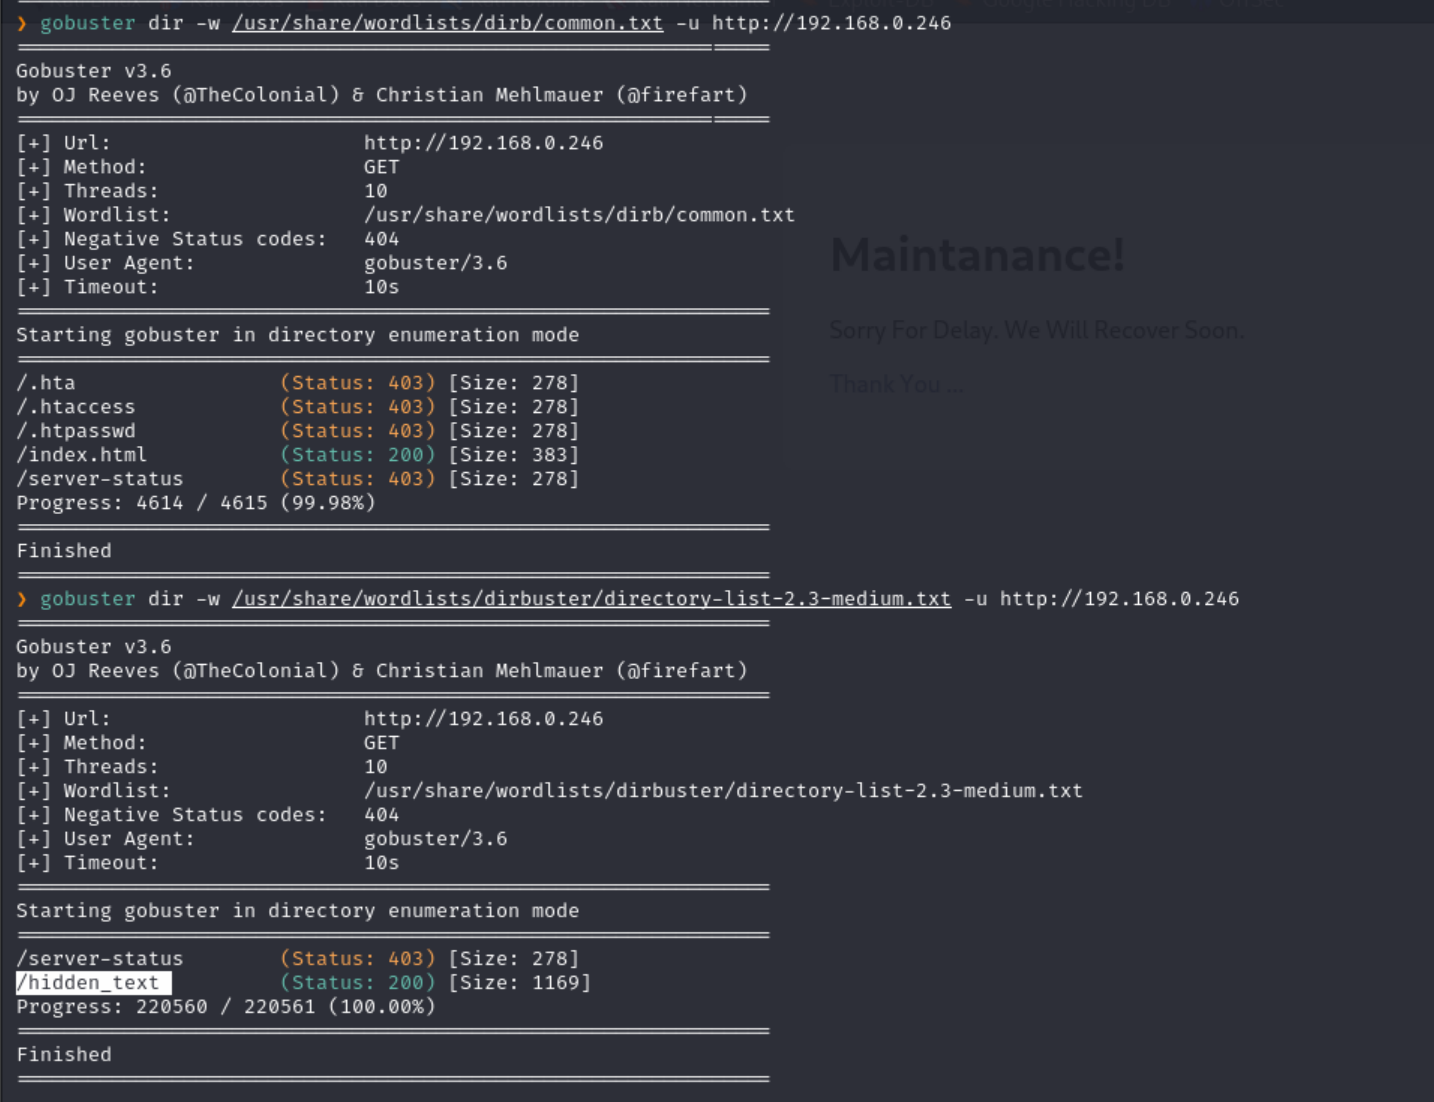 ❯ gobuster dir -w /usr/share/wordlists/dirb/common.txt -u http://192.168.0.246
Gobuster v3.6
by OJ Reeves (@TheColonial) & Christian Mehlmauer (@firefart)
[+] Url: http://192.168.0.246
[+] Method: GET
[+] Threads: 10
[+] Wordlist: /usr/share/wordlists/dirb/common.txt
[+] Negative Status codes: 404
[+] User Agent: gobuster/3.6
[+] Timeout: 10s
Starting gobuster in directory enumeration mode
/.hta (Status: 403) [Size: 278]
/.htaccess (Status: 403) [Size: 278]
/.htpasswd (Status: 403) [Size: 278]
/index.html (Status: 200) [Size: 383]
/server-status (Status: 403) [Size: 278]
Progress: 4614 / 4615 (99.98%)
Finished
❯ gobuster dir -w /usr/share/wordlists/dirbuster/directory-list-2.3-medium.txt -u http://192.168.0.246
Gobuster v3.6
by OJ Reeves (@TheColonial) & Christian Mehlmauer (@firefart)
[+] Url: http://192.168.0.246
[+] Method: GET
[+] Threads: 10
[+] Wordlist: /usr/share/wordlists/dirbuster/directory-list-2.3-medium.txt
[+] Negative Status codes: 404
[+] User Agent: gobuster/3.6
[+] Timeout: 10s
Starting gobuster in directory enumeration mode
/server-status (Status: 403) [Size: 278]
/hidden_text (Status: 200) [Size: 1169]
Progress: 220560 / 220561 (100.00%)
Finished
Maintanance!
Sorry For Delay. We Will Recover Soon.
Thank You ...